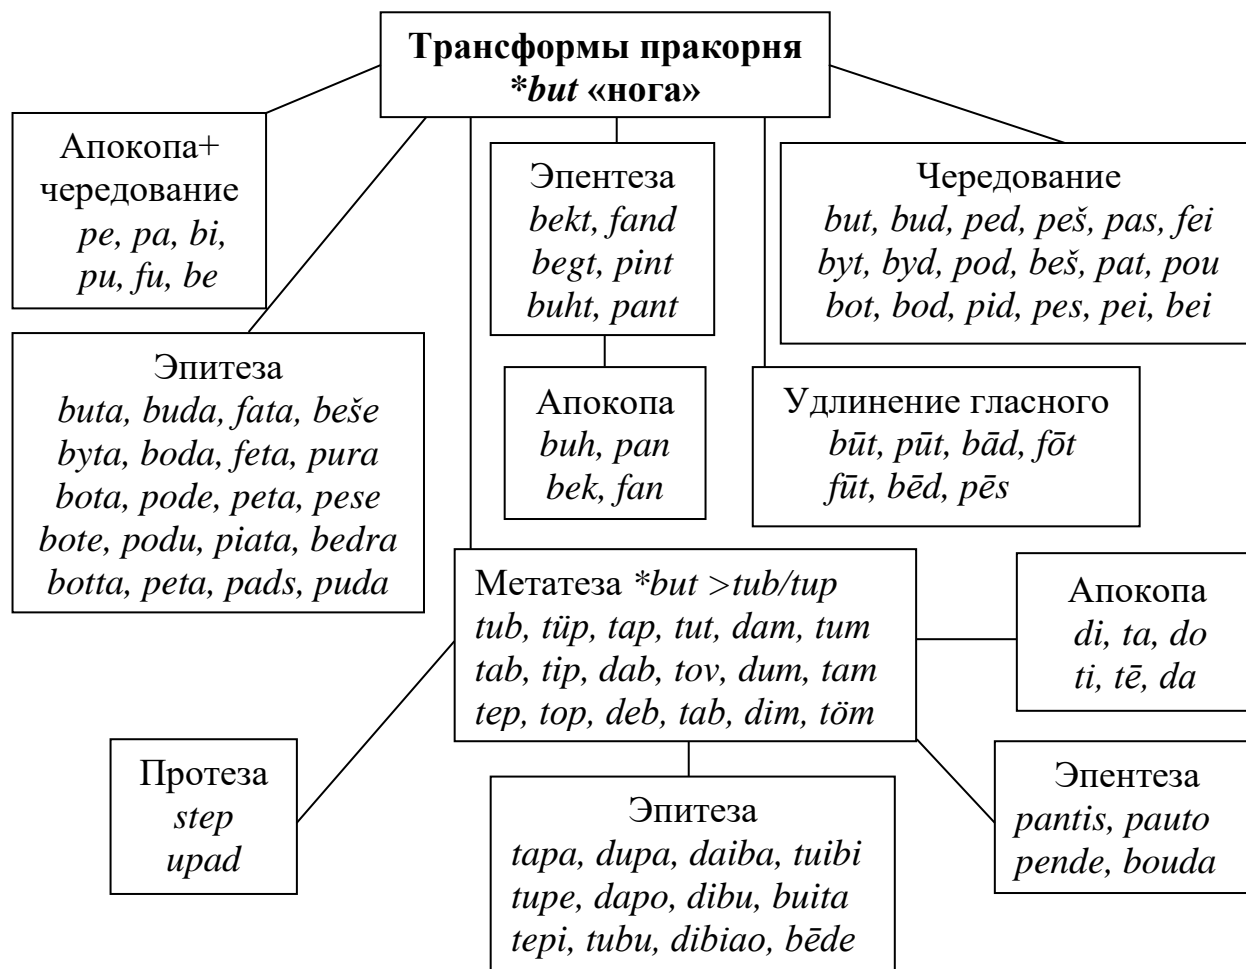 Трансформы пракорня
*but «нога»
Апокопа+
чередование
pe, pa, bi,
pu, fu, be
Эпентеза
bekt, fand
begt, pint
buht, pant
Чередование
but, bud, ped, peš, pas, fei
byt, byd, pod, beš, pat, pou
bot, bod, pid, pes, pei, bei
Эпитеза
buta, buda, fata, beše
byta, boda, feta, pura
bota, pode, peta, pese
bote, podu, piata, bedra
botta, peta, pads, puda
Апокопа
buh, pan
bek, fan
Удлинение гласного
būt, pūt, bād, fōt
fūt, bēd, pēs
Метатеза *but >tub/tup
tub, tüp, tap, tut, dam, tum
tab, tip, dab, tov, dum, tam
tep, top, deb, tab, dim, töm
Апокопа
di, ta, do
ti, tē, da
Протеза
step
upad
Эпитеза
tapa, dupa, daiba, tuibi
tupe, dapo, dibu, buita
tepi, tubu, dibiao, bēde
Эпентеза
pantis, pauto
pende, bouda